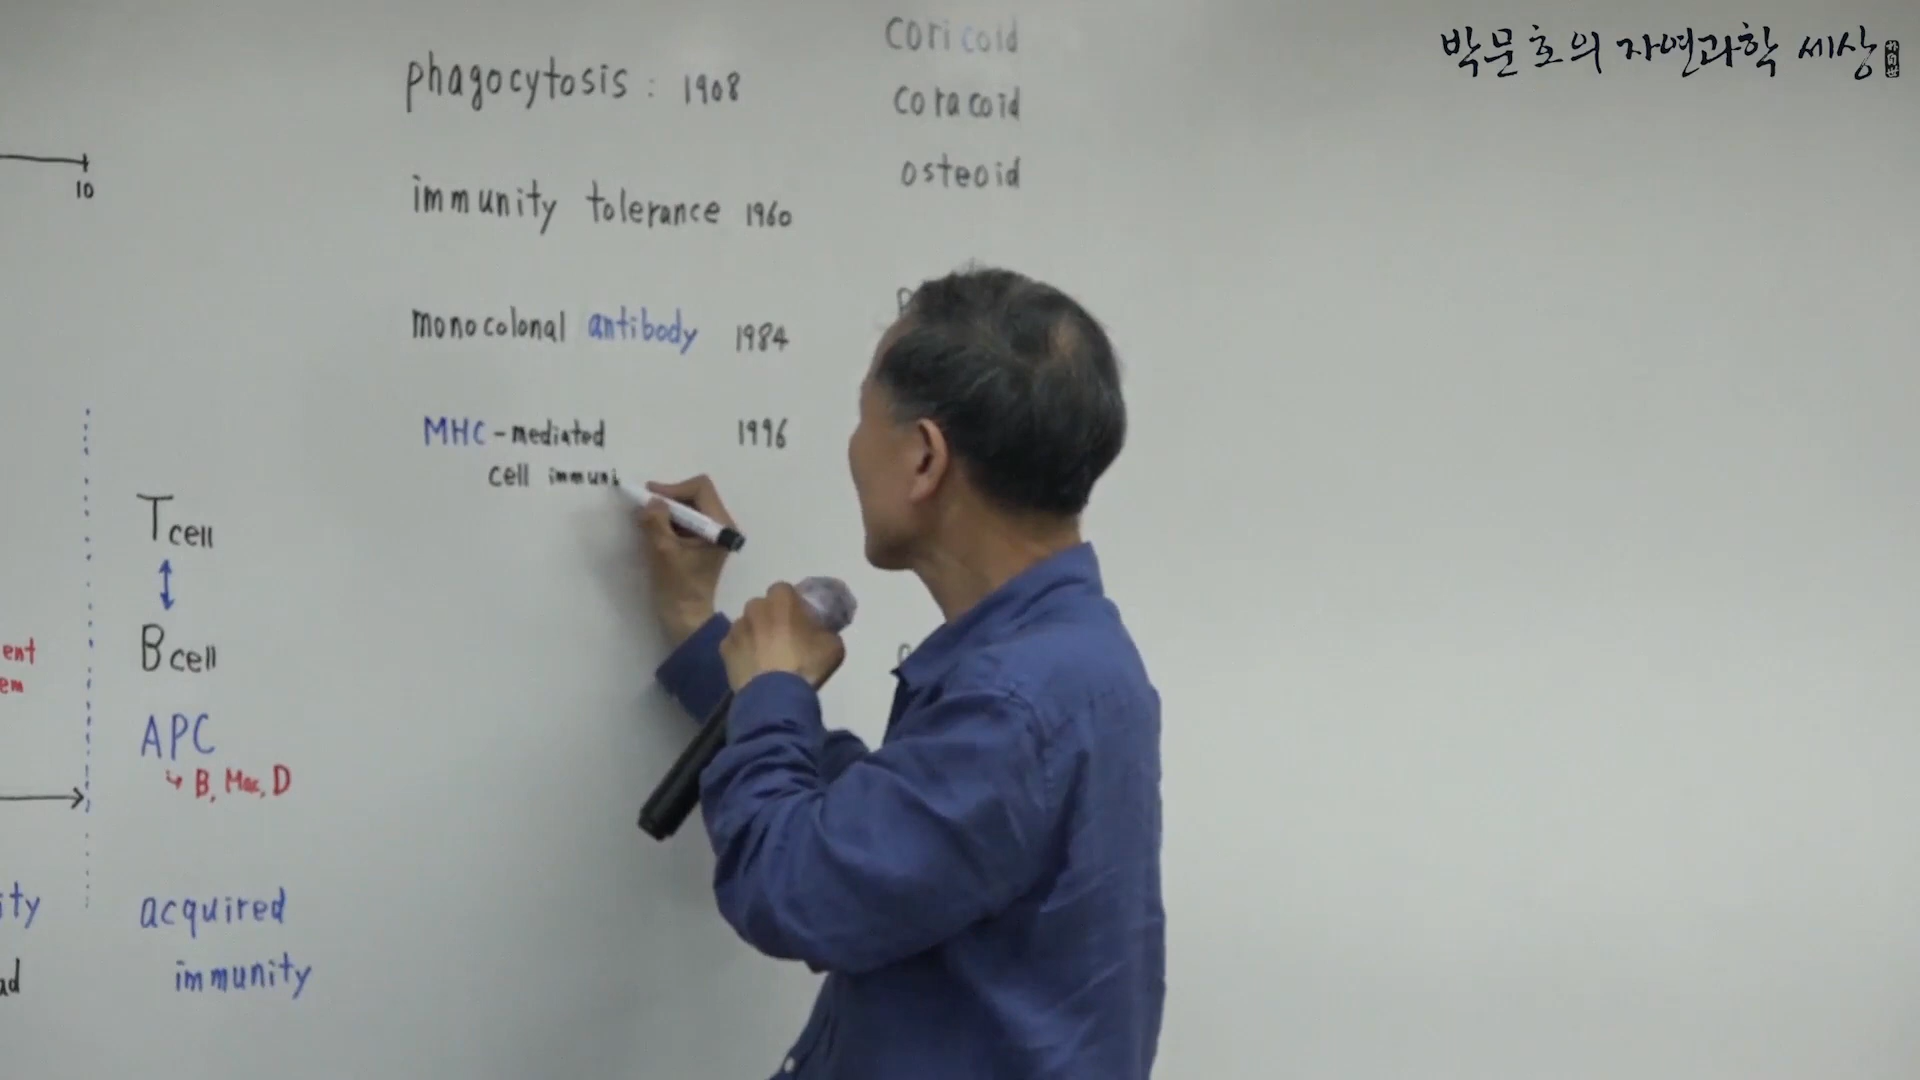 박문호의 자연과학 세상
10
phagocytosis : 1908
immunity tolerance 1960
monocolonal antibody 1984
MHC-mediated 1996
cell immuni
coricoid
coracoid
osteoid
Tcell
Bcell
APC
B, Mac, D
acquired
immunity
ent
em
ity
ad